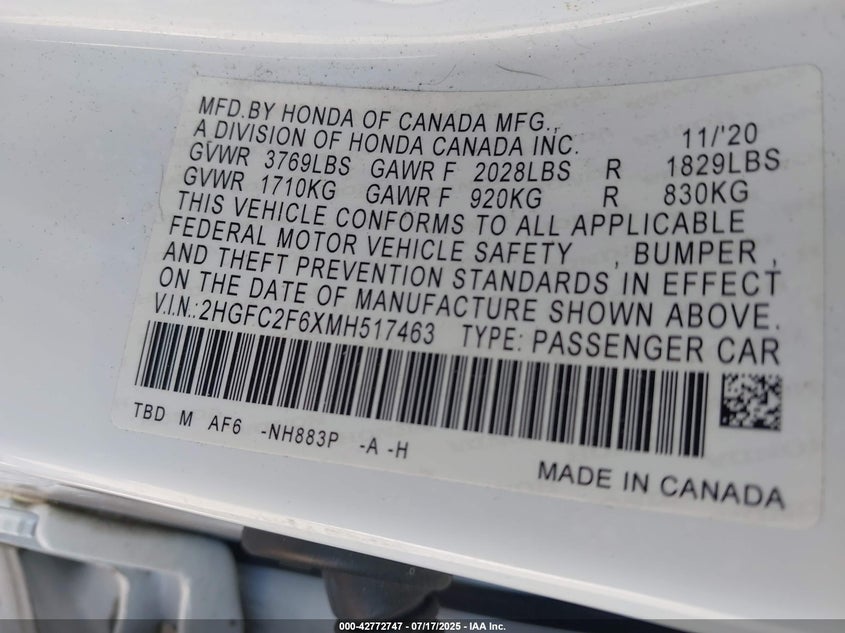 MFD.BY HONDA OF CANADA MFG.,
A DIVISION OF HONDA CANADA INC. 11/'20
GVWR 3769LBS GAWR F 2028LBS R 1829LBS
GVWR 1710KG GAWR F 920KG R 830KG
THIS VEHICLE CONFORMS TO ALL APPLICABLE
FEDERAL MOTOR VEHICLE SAFETY , BUMPER ,
AND THEFT PREVENTION STANDARDS IN EFFECT
ON THE DATE OF MANUFACTURE SHOWN ABOVE.
V.I.N.:2HGFC2F6XMH517463 TYPE: PASSENGER CAR
TBD M AF6 -NH883P -A -H
MADE IN CANADA
000-42772747 - 07/17/2025 - IAA Inc.